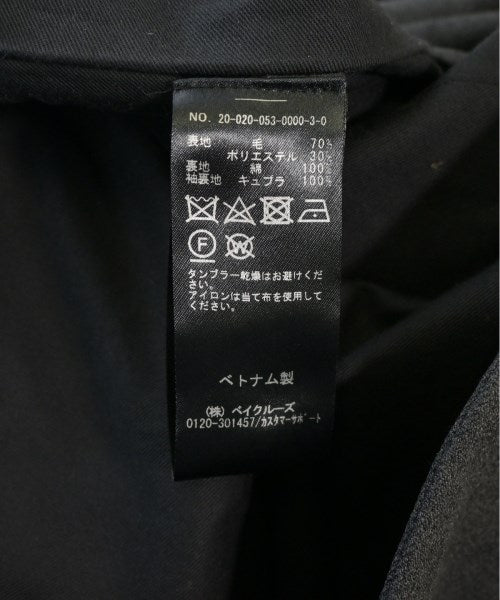 NO. 20-020-053-0000-3-0
表地 毛 70%
ポリエステル 30%
裏地 綿 100%
袖裏地 キュプラ 100%
F W
タンブラー乾燥はお避けくだ
さい。
アイロンは当て布を使用して
ください。
ベトナム製
(株) ベイクルーズ
0120-301457/カスタマーサポート